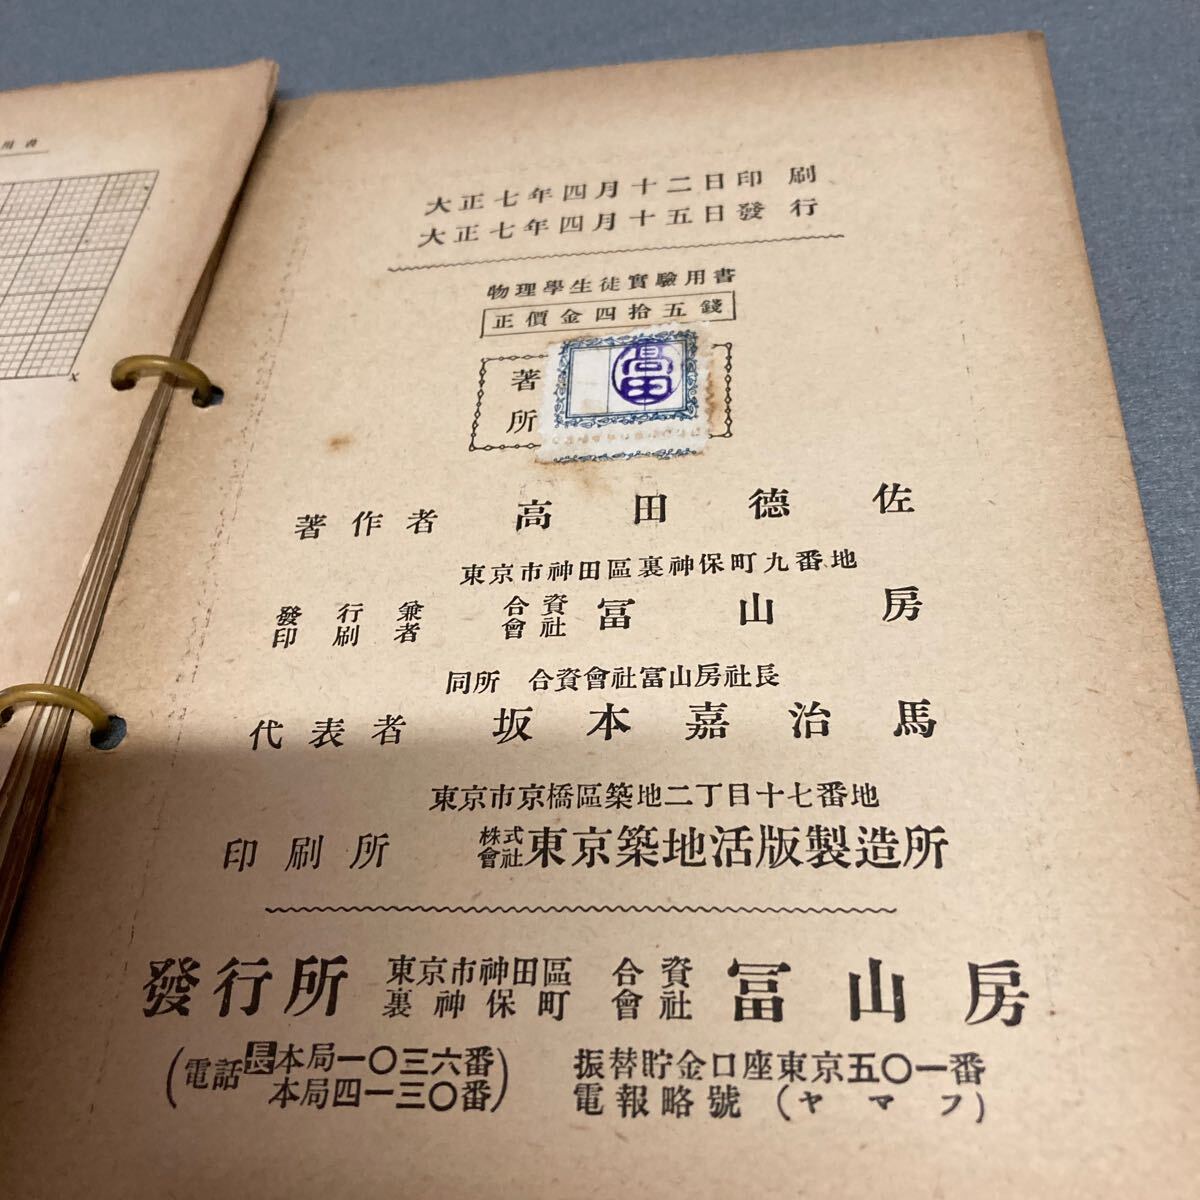 用書
x
大正七年四月十二日印刷
大正七年四月十五日發行
物理學生徒實驗用書
正價金四拾五錢
著
所
高田
著作者 高田德佐
東京市神田區裏神保町九番地
發行兼印刷者 合資會社 冨山房
同所 合資會社冨山房社長
代表者 坂本嘉治馬
東京市京橋區築地二丁目十七番地
印刷所 株式會社 東京築地活版製造所
發行所 東京市神田區裏神保町 合資會社 冨山房
(電話 長 本局一〇三六番 本局四一三〇番)
振替貯金口座東京五〇一番
電報略號 (ヤマフ)